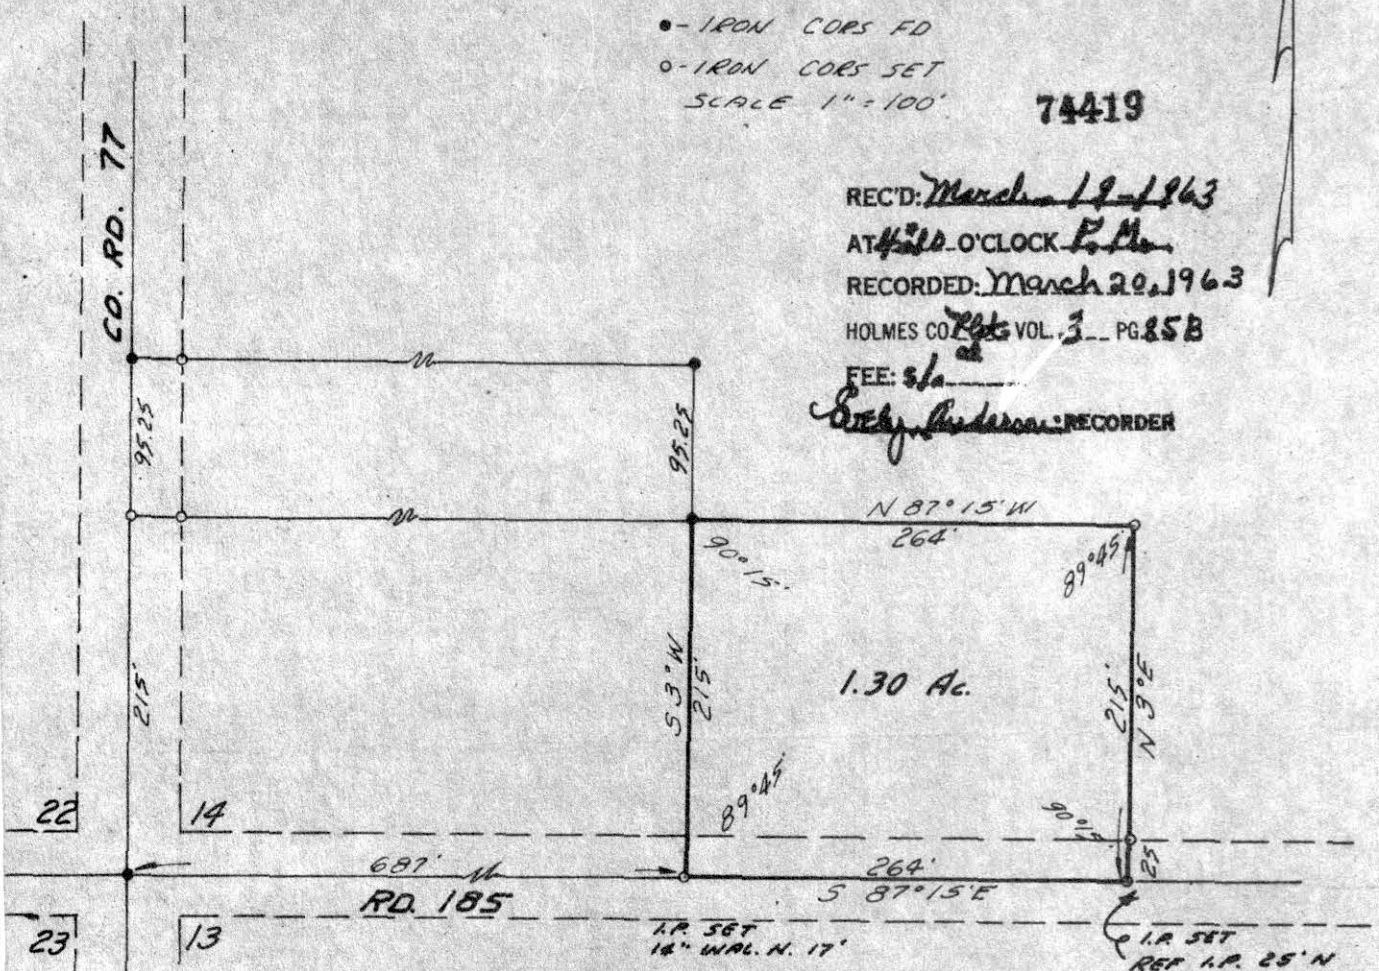 ●-IRON CORS FD
○-IRON CORS SET
SCALE 1"=100'
74419
REC'D: March 19-1963
AT O'CLOCK P.M.
RECORDED: March 20, 1963
HOLMES CO Plat VOL. 3 PG. 85B
FEE:
Anderson RECORDER
CO. RD. 77
95.25
95.25
N 87°15'W
264'
90°15'
89°45'
215'
S 3°W
215'
1.30 Ac.
215'
N 3°E
89°45'
90°15'
22
14
25
687'
264'
RD. 185
S 87°15'E
23
13
I.P. SET
14" WAL. N. 17'
I.P. SET
REF I.P. 25' N